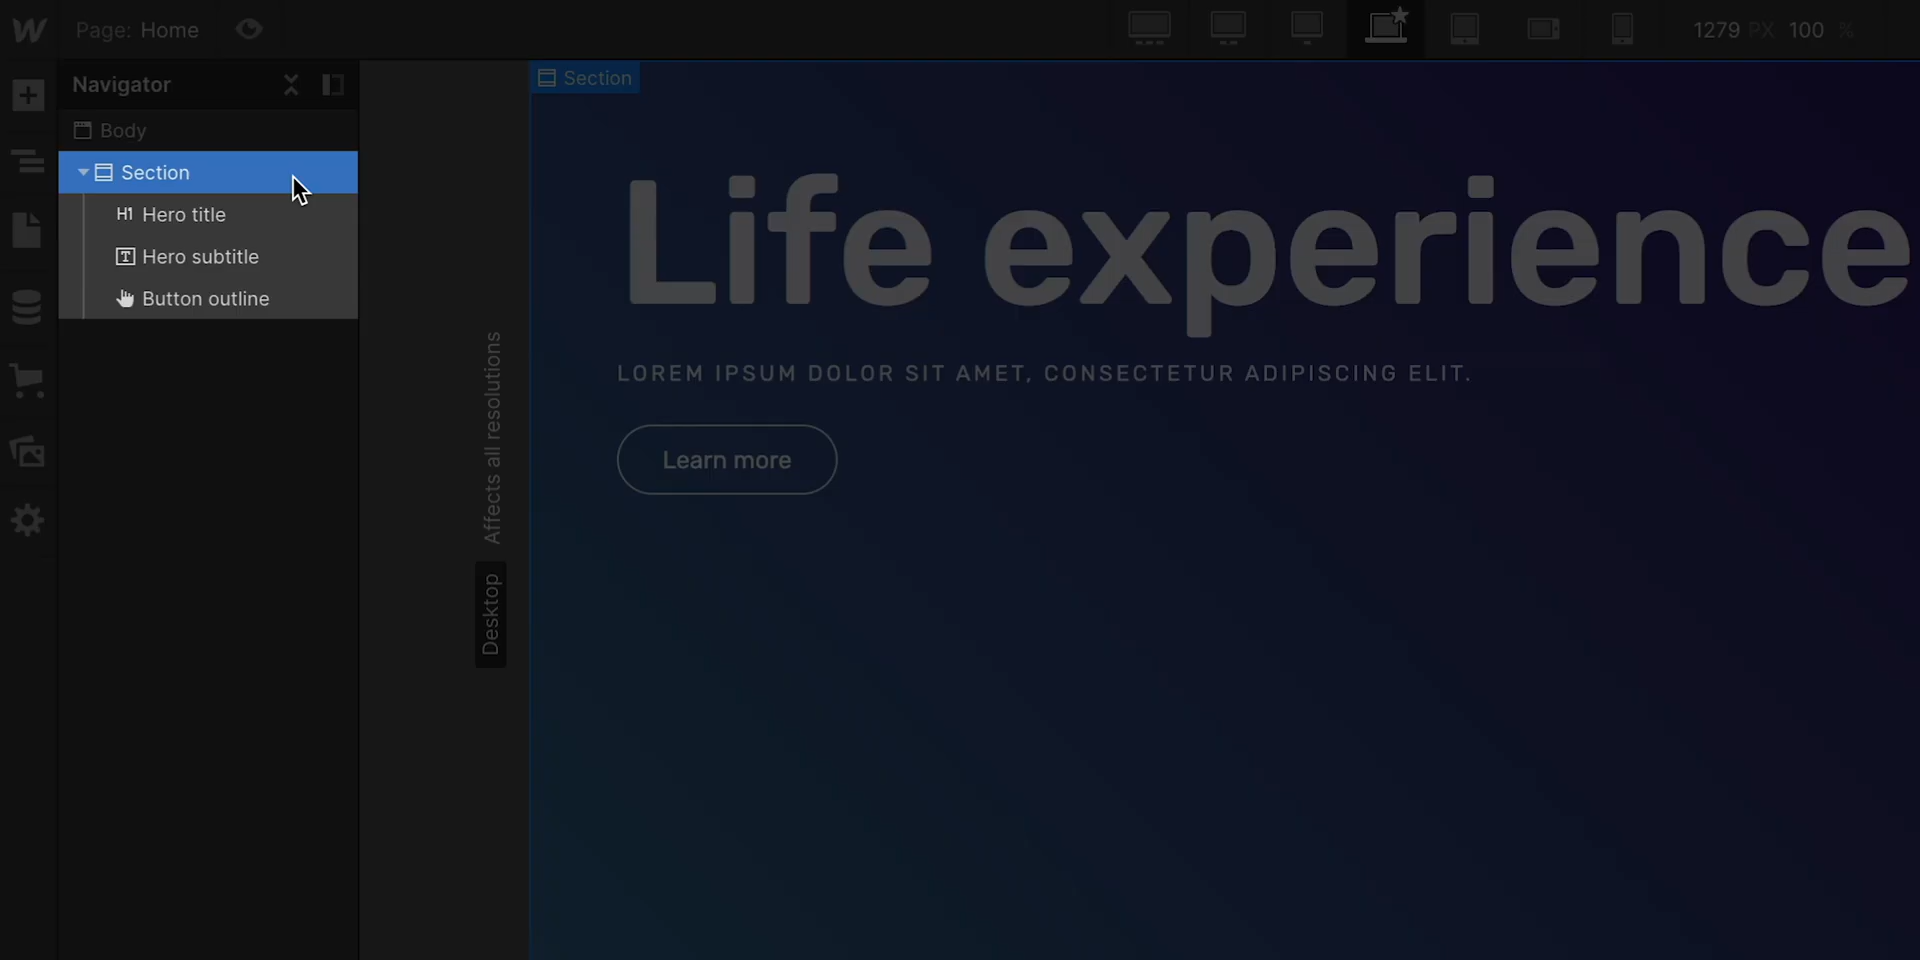 W
Page: Home
1279 PX 100 %
Navigator
Body
Section
H1 Hero title
T Hero subtitle
Button outline
Affects all resolutions
Desktop
Section
Life experience
LOREM IPSUM DOLOR SIT AMET, CONSECTETUR ADIPISCING ELIT.
Learn more